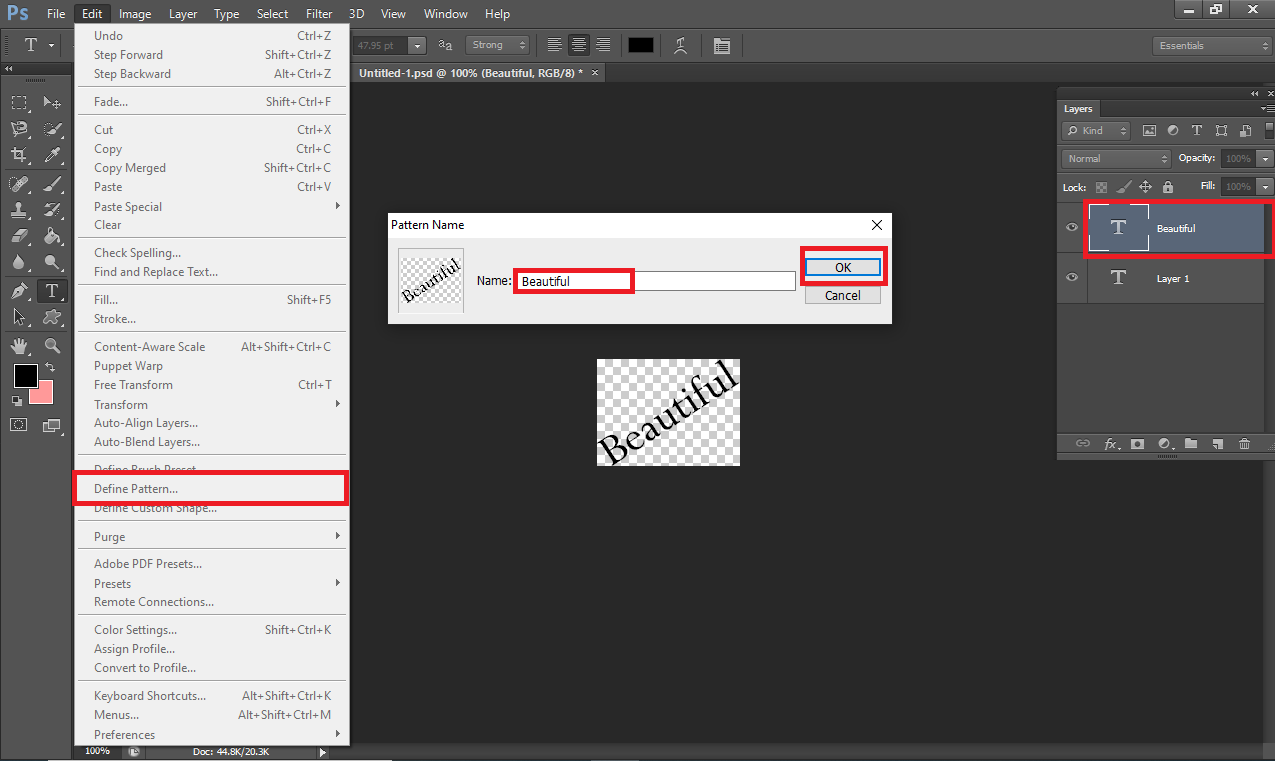 Ps File Edit Image Layer Type Select Filter 3D View Window Help
T 47.95 pt aa Strong Essentials
Untitled-1.psd @ 100% (Beautiful, RGB/8) * ×
Undo Ctrl+Z
Step Forward Shift+Ctrl+Z
Step Backward Alt+Ctrl+Z
Fade... Shift+Ctrl+F
Cut Ctrl+X
Copy Ctrl+C
Copy Merged Shift+Ctrl+C
Paste Ctrl+V
Paste Special
Clear
Check Spelling...
Find and Replace Text...
Fill... Shift+F5
Stroke...
Content-Aware Scale Alt+Shift+Ctrl+C
Puppet Warp
Free Transform Ctrl+T
Transform
Auto-Align Layers...
Auto-Blend Layers...
Define Brush Preset...
Define Pattern...
Define Custom Shape...
Purge
Adobe PDF Presets...
Presets
Remote Connections...
Color Settings... Shift+Ctrl+K
Assign Profile...
Convert to Profile...
Keyboard Shortcuts... Alt+Shift+Ctrl+K
Menus... Alt+Shift+Ctrl+M
Preferences
100% Doc: 44.8K/20.3K
Pattern Name
Beautiful
Name: Beautiful
OK
Cancel
Beautiful
Layers
Kind T
Normal Opacity: 100%
Lock: Fill: 100%
T Beautiful
T Layer 1
fx